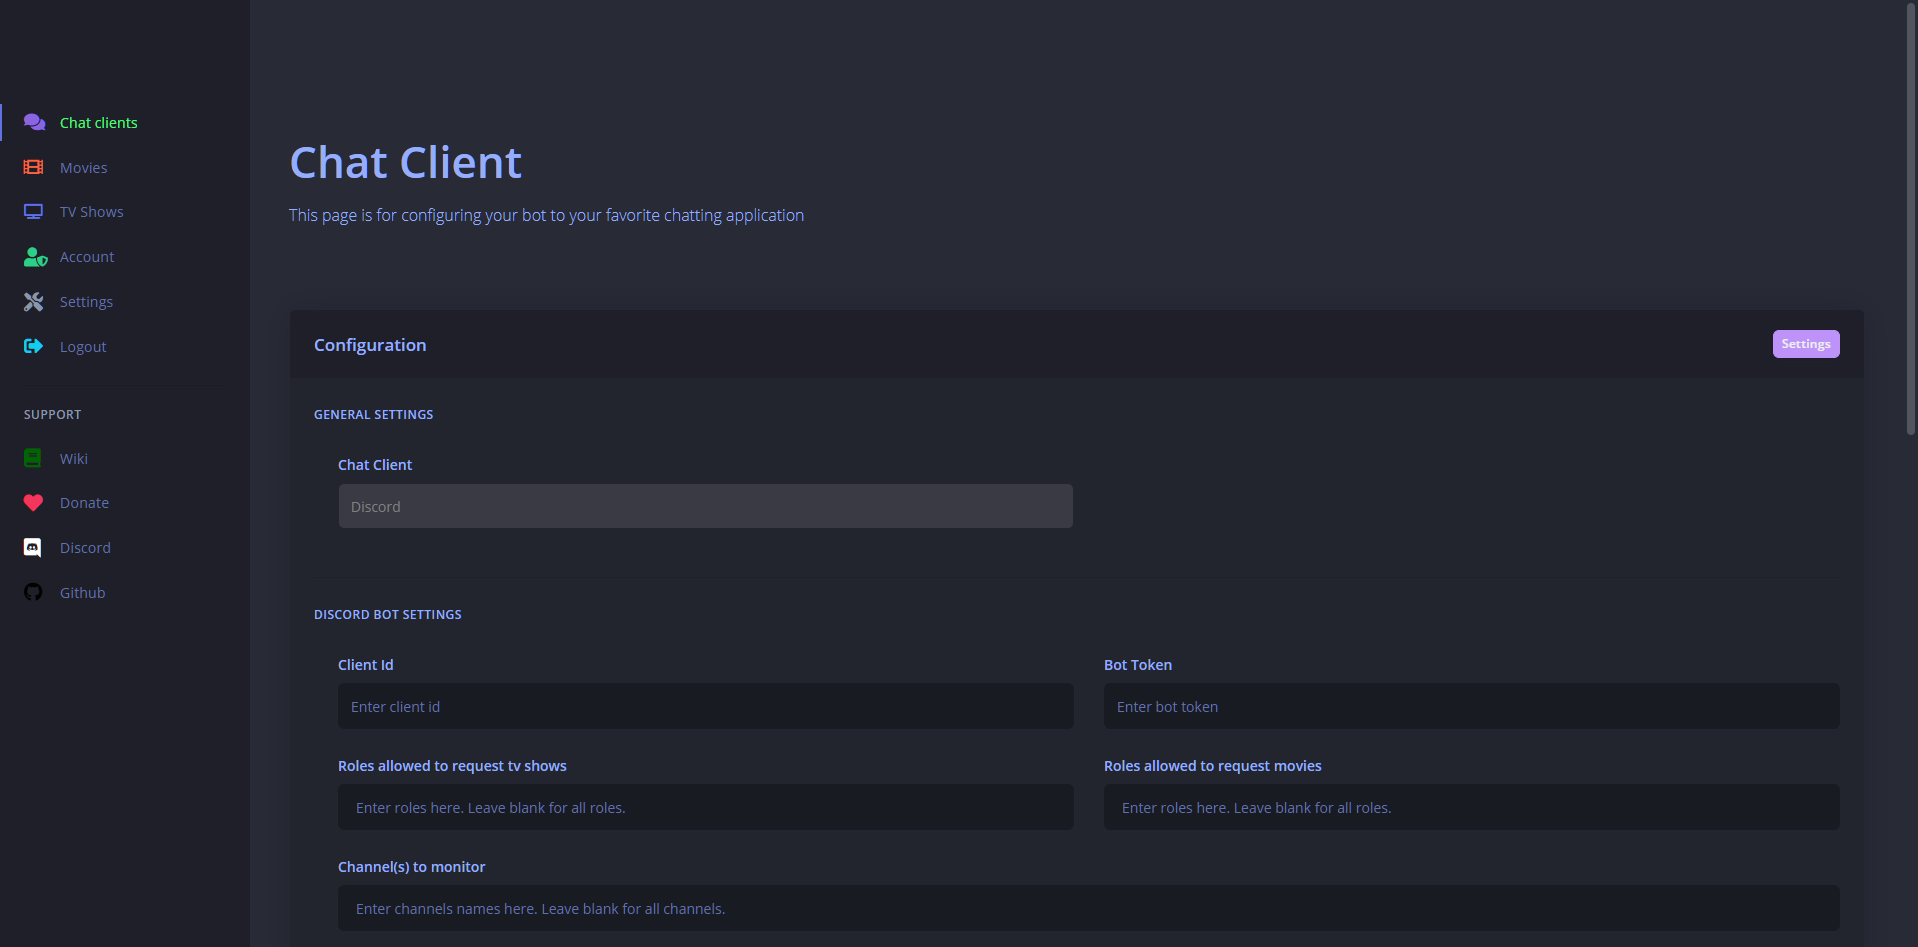 Chat clients
Movies
TV Shows
Account
Settings
Logout
SUPPORT
Wiki
Donate
Discord
Github
Chat Client
This page is for configuring your bot to your favorite chatting application
Configuration
Settings
GENERAL SETTINGS
Chat Client
Discord
DISCORD BOT SETTINGS
Client Id
Bot Token
Enter client id
Enter bot token
Roles allowed to request tv shows
Roles allowed to request movies
Enter roles here. Leave blank for all roles.
Enter roles here. Leave blank for all roles.
Channel(s) to monitor
Enter channels names here. Leave blank for all channels.